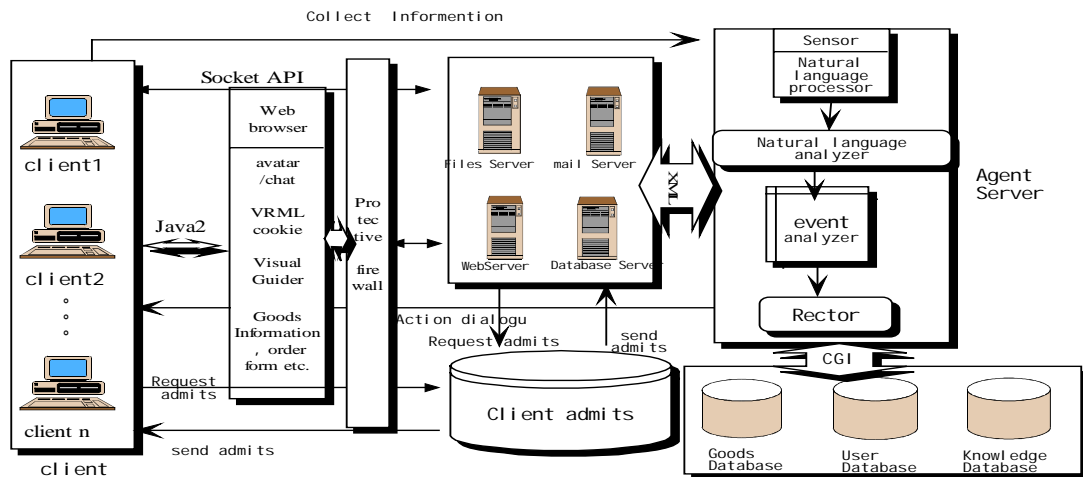 Collect Informention
Socket API
client1
client2
client n
client
Java2
Request
admits
send admits
Web
browser
avatar
/chat
VRML
cookie
Visual
Guider
Goods
Information
, order
form etc.
Pro
tec
tive
fire
wall
Files Server
mail Server
WebServer
Database Server
Action dialogu
Request admits
send
admits
Client admits
XML
Sensor
Natural
language
processor
Natural language
analyzer
event
analyzer
Rector
Agent
Server
CGI
Goods
Database
User
Database
Knowledge
Database